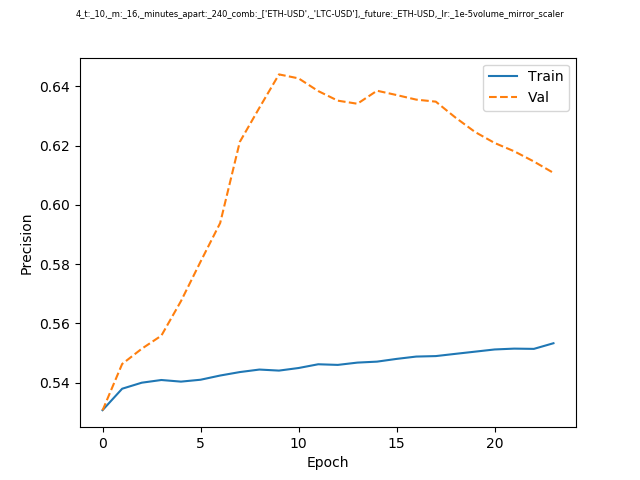 4_t:_10,_m:_16,_minutes_apart:_240_comb:_['ETH-USD',_'LTC-USD'],_future:_ETH-USD,_lr:_1e-5volume_mirror_scaler
Train
Val
0.64
0.62
0.60
0.58
0.56
0.54
Precision
0 5 10 15 20
Epoch